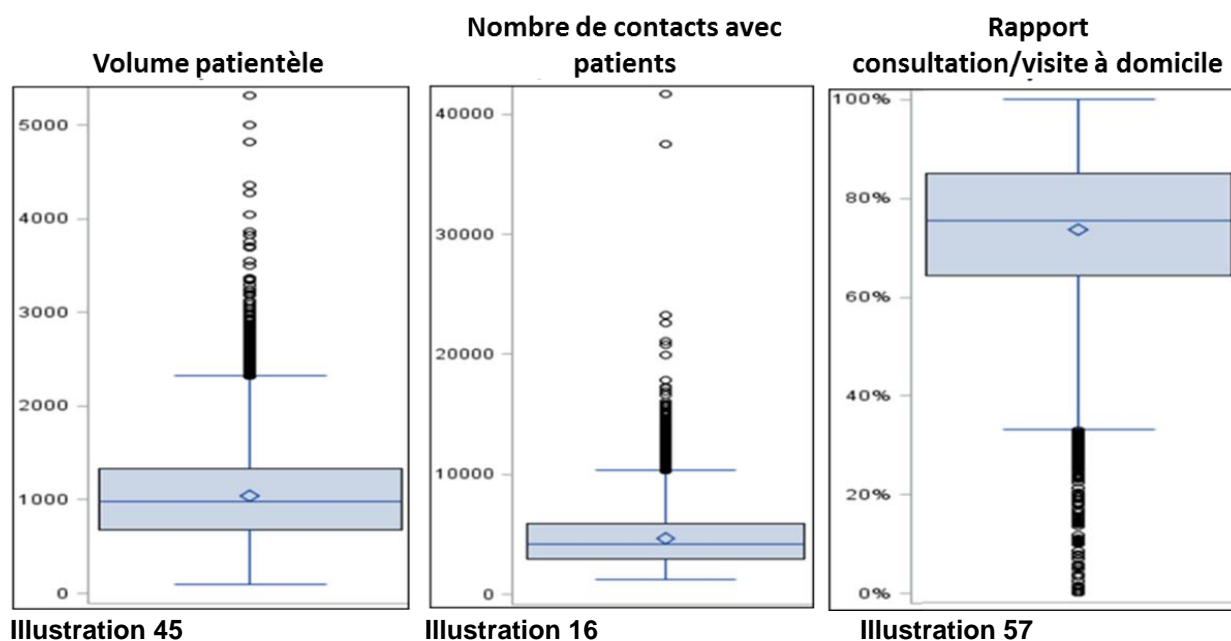 Volume patientèle
5000
4000
3000
2000
1000
0
Illustration 45
Nombre de contacts avec
patients
40000
30000
20000
10000
0
Illustration 16
Rapport
consultation/visite à domicile
100%
80%
60%
40%
20%
0%
Illustration 57